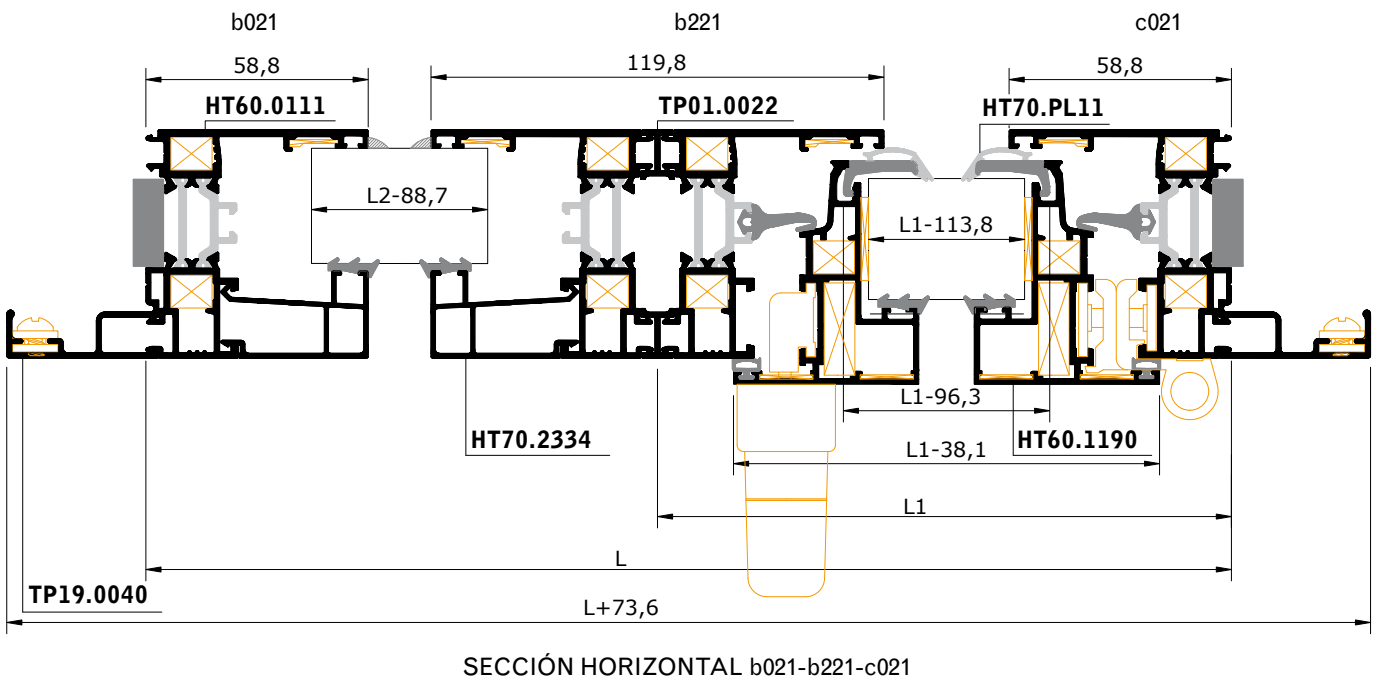 b021
b221
c021
58,8
119,8
58,8
HT60.0111
TP01.0022
HT70.PL11
L2-88,7
L1-113,8
L1-96,3
HT70.2334
HT60.1190
L1-38,1
L1
L
TP19.0040
L+73,6
SECCIÓN HORIZONTAL b021-b221-c021